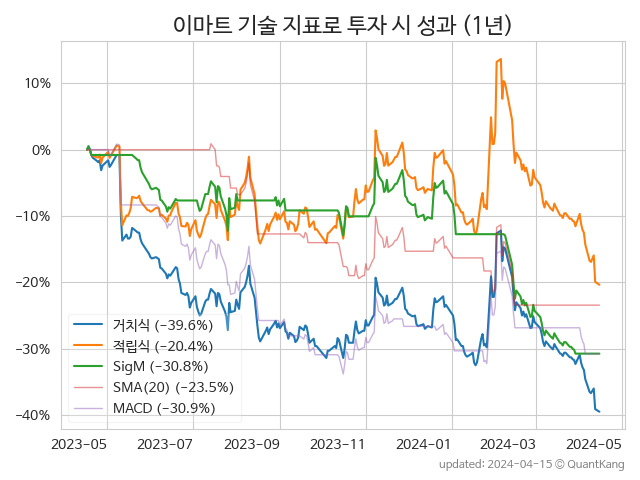 이마트 기술 지표로 투자 시 성과 (1년)
10%
0%
−10%
−20%
−30%
−40%
거치식 (−39.6%)
적립식 (−20.4%)
SigM (−30.8%)
SMA(20) (−23.5%)
MACD (−30.9%)
2023-05 2023-07 2023-09 2023-11 2024-01 2024-03 2024-05
updated: 2024-04-15 © QuantKang